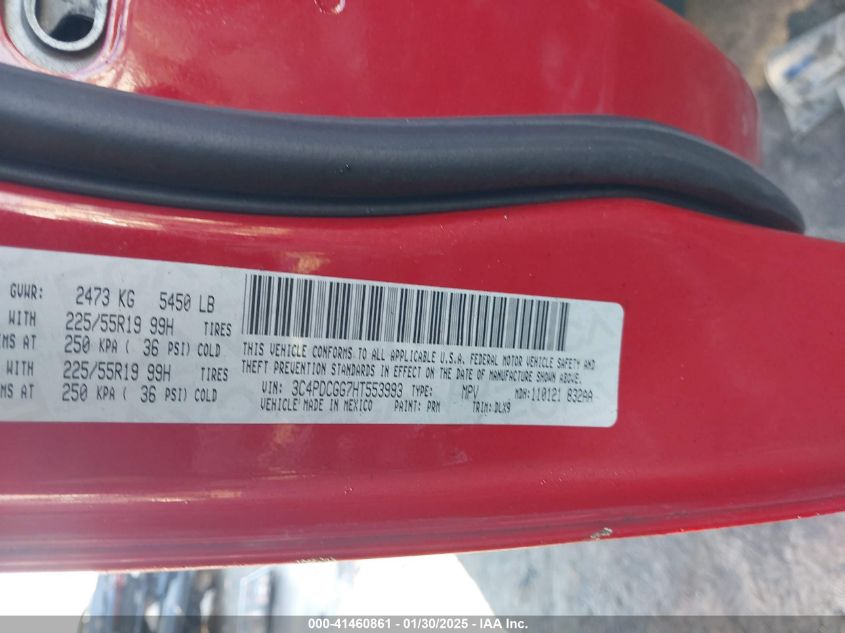 GVWR: 2473 KG 5450 LB
WITH 225/55R19 99H TIRES
MS AT 250 KPA ( 36 PSI) COLD
WITH 225/55R19 99H TIRES
MS AT 250 KPA ( 36 PSI) COLD
THIS VEHICLE CONFORMS TO ALL APPLICABLE U.S.A. FEDERAL MOTOR VEHICLE SAFETY AND
THEFT PREVENTION STANDARDS IN EFFECT ON THE DATE OF MANUFACTURE SHOWN ABOVE.
VIN: 3C4PDCGG7HT553993 TYPE: MPV MDH: 110121 832AA
VEHICLE MADE IN MEXICO PAINT: PRM TRIM: DLX9
000-41460861 | 01/30/2025 - © IAA Inc.